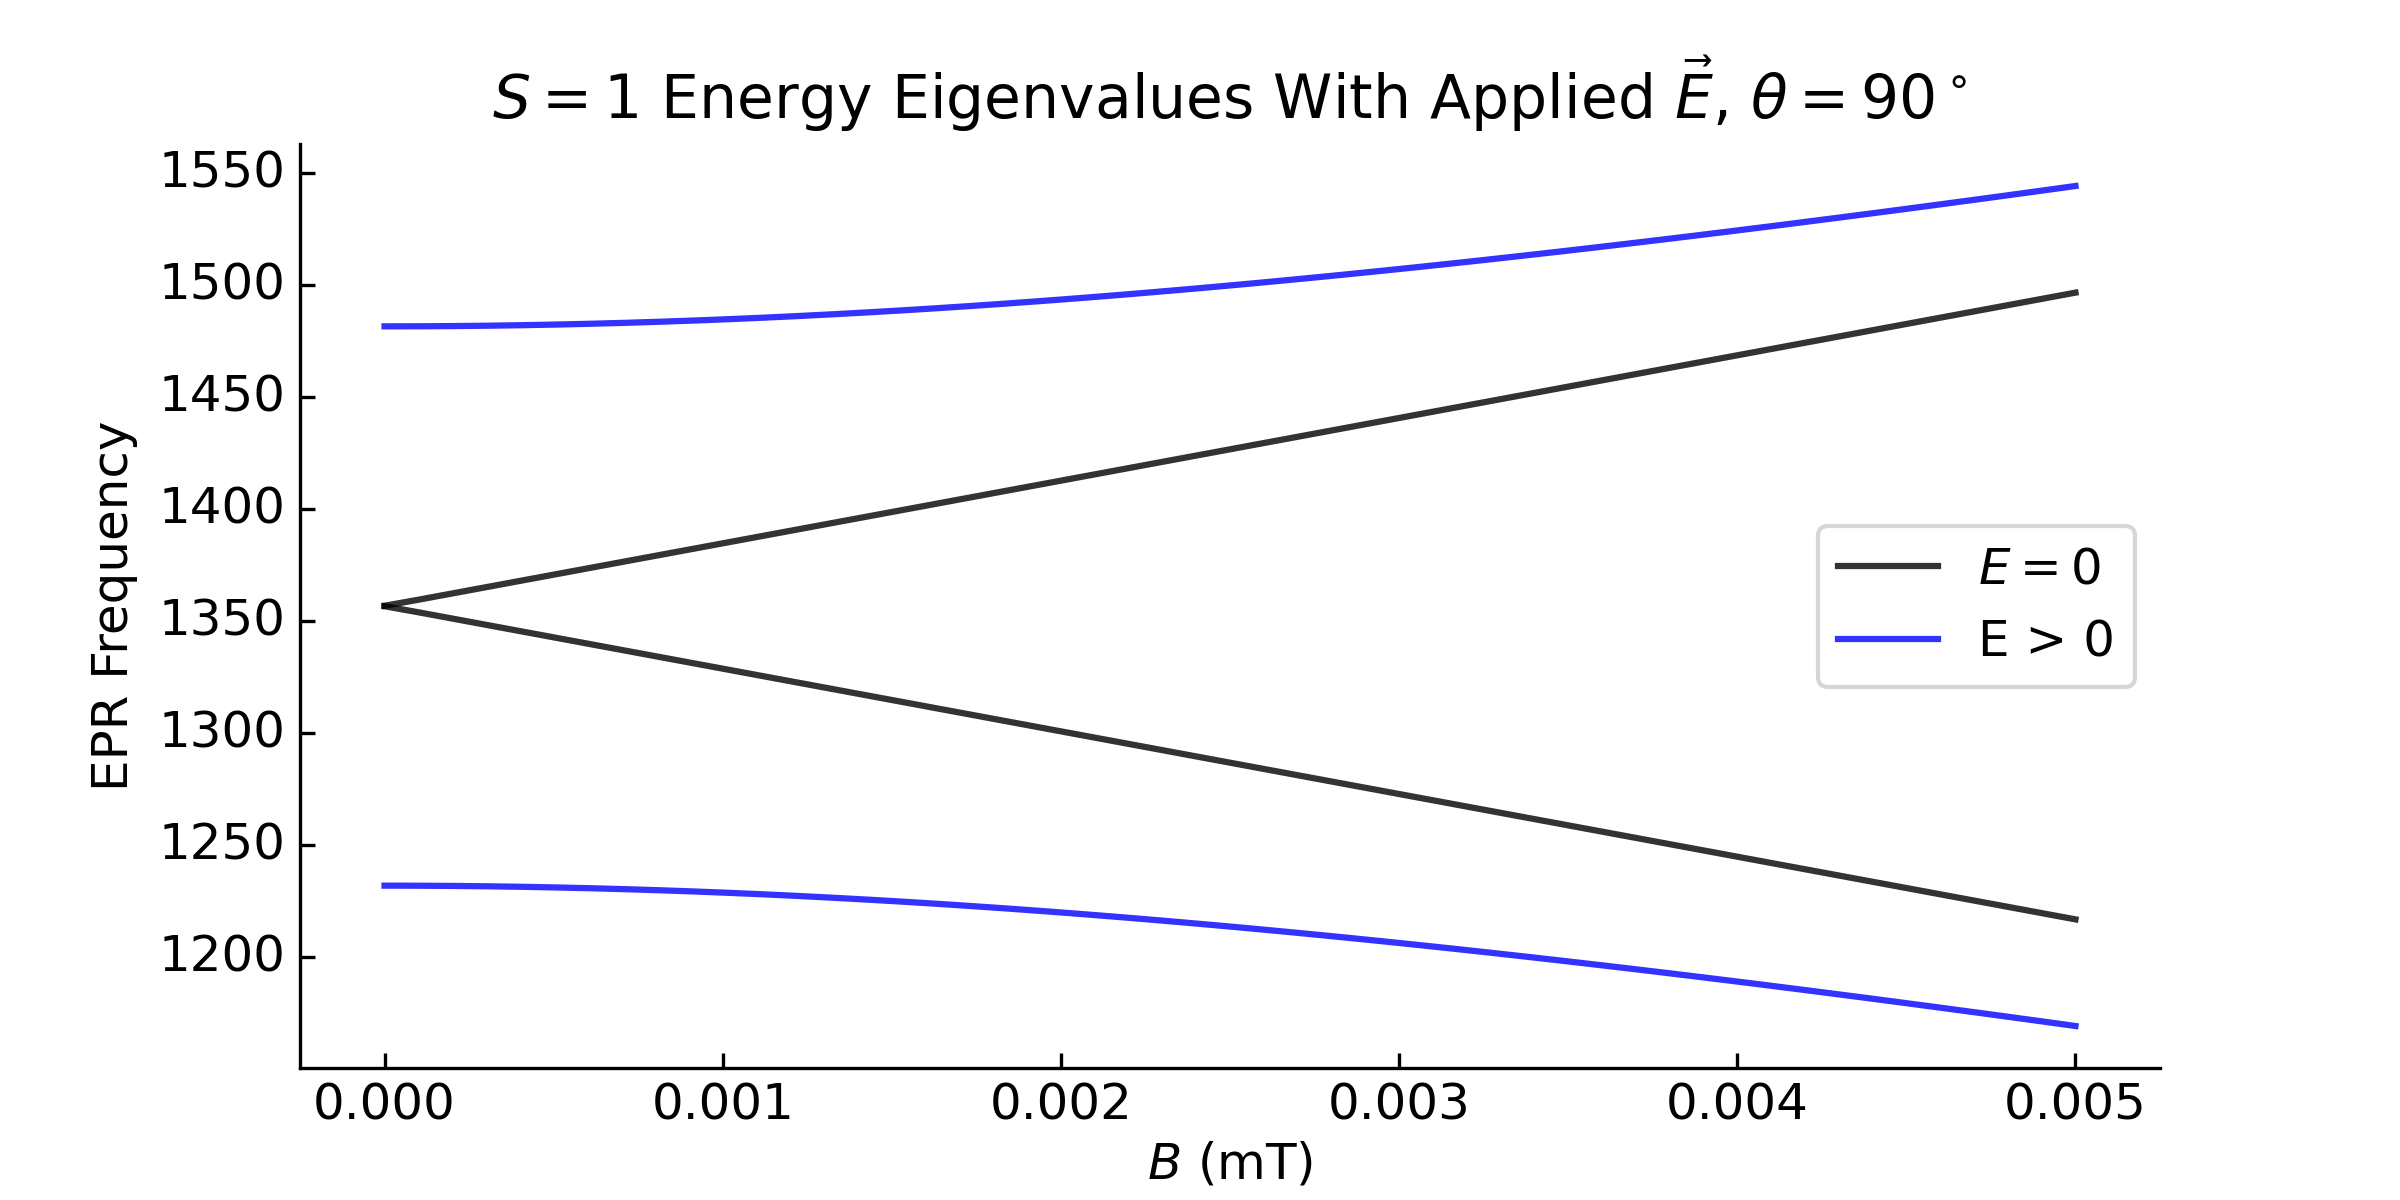 S = 1 Energy Eigenvalues With Applied E⃗, θ = 90°
1550
1500
1450
1400
1350
1300
1250
1200
EPR Frequency
E = 0
E > 0
0.000 0.001 0.002 0.003 0.004 0.005
B (mT)